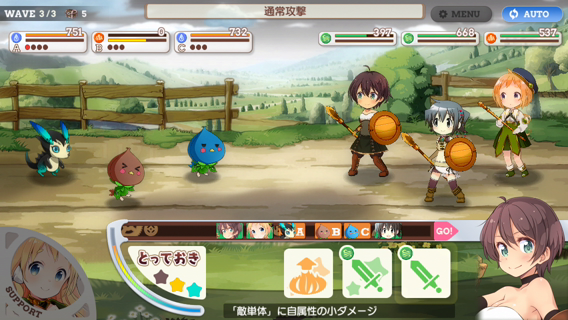 WAVE 3/3 5
通常攻撃
MENU
AUTO
751
A
0
B
732
C
397
668
537
A B C GO!
とっておき
SUPPORT
「敵単体」に自属性の小ダメージ